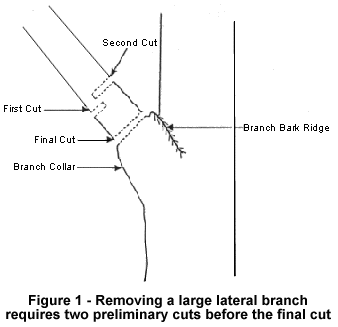 Second Cut
First Cut
Branch Bark Ridge
Final Cut
Branch Collar
Figure 1 - Removing a large lateral branch
requires two preliminary cuts before the final cut